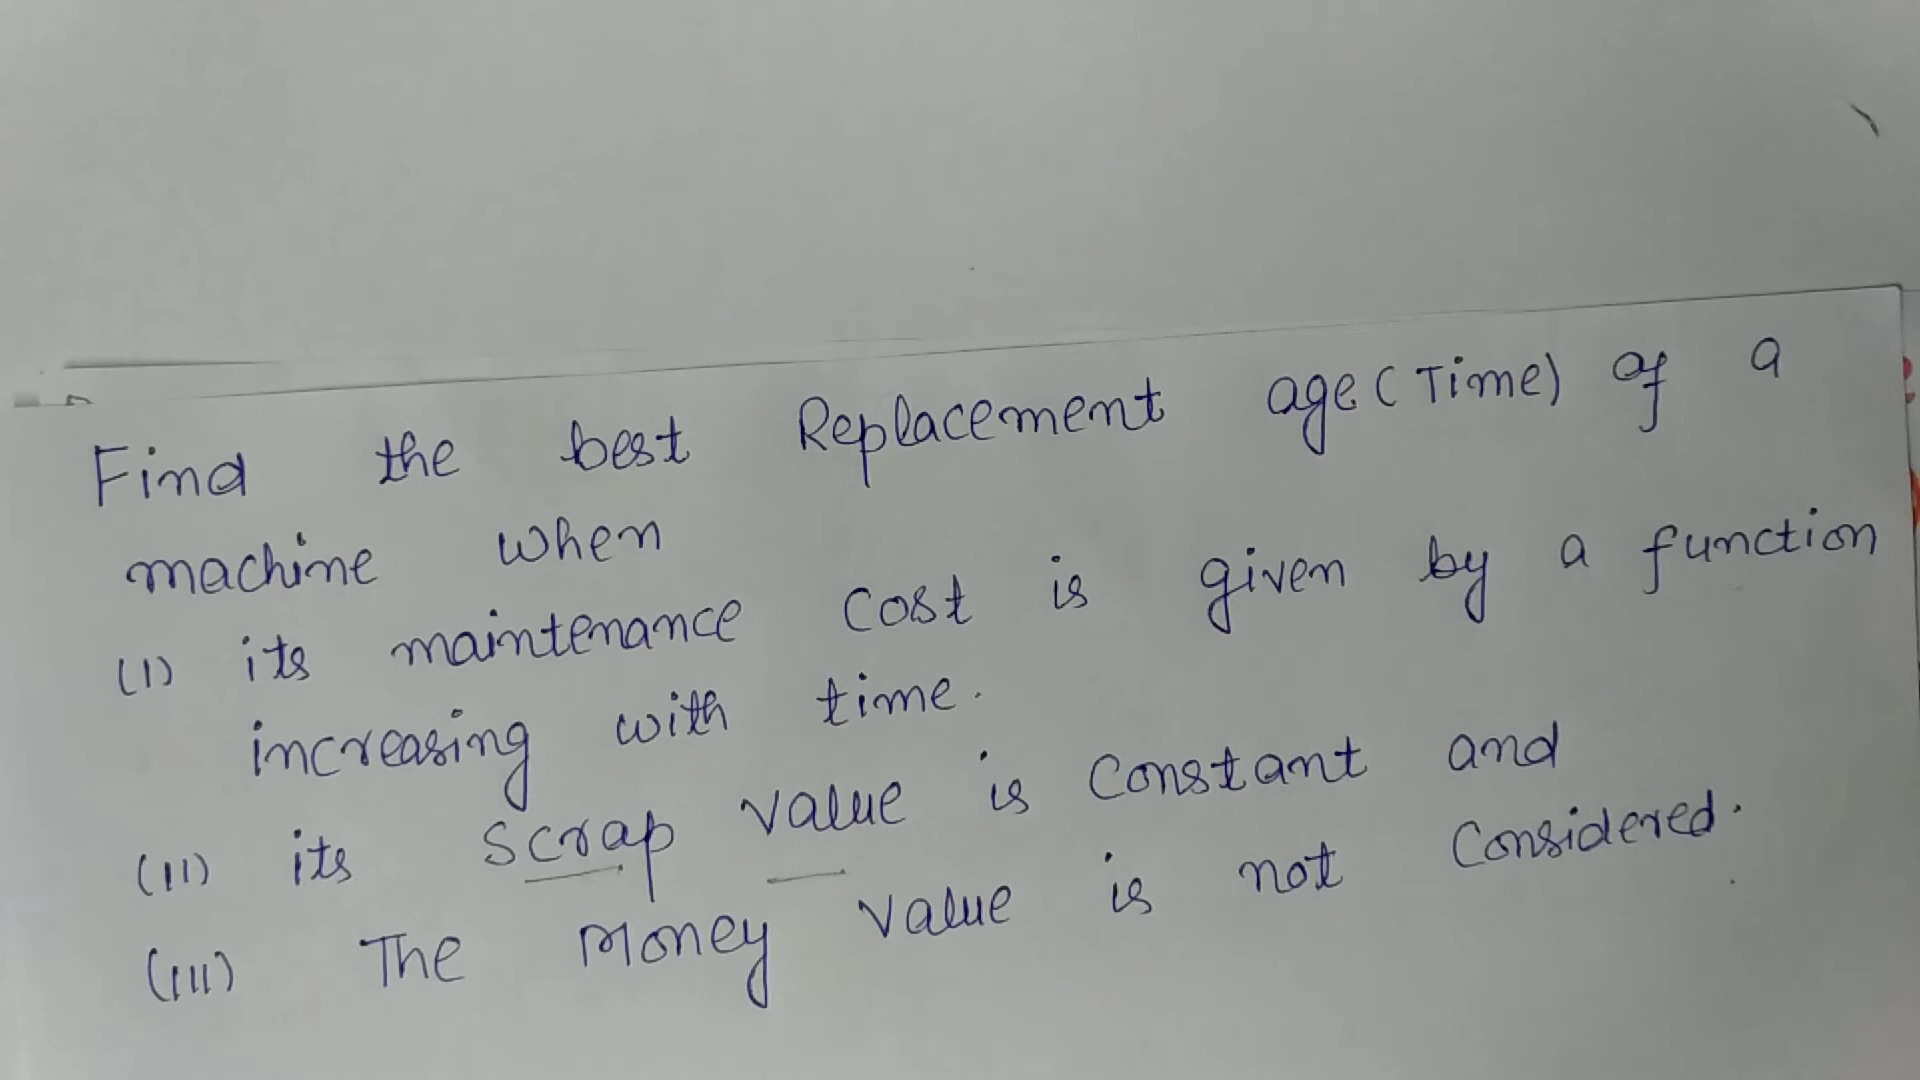 Find the best Replacement age (Time) of a
machine when
(I) its maintenance cost is given by a function
increasing with time.
(II) its scrap value is constant and
(III) The Money value is not considered.